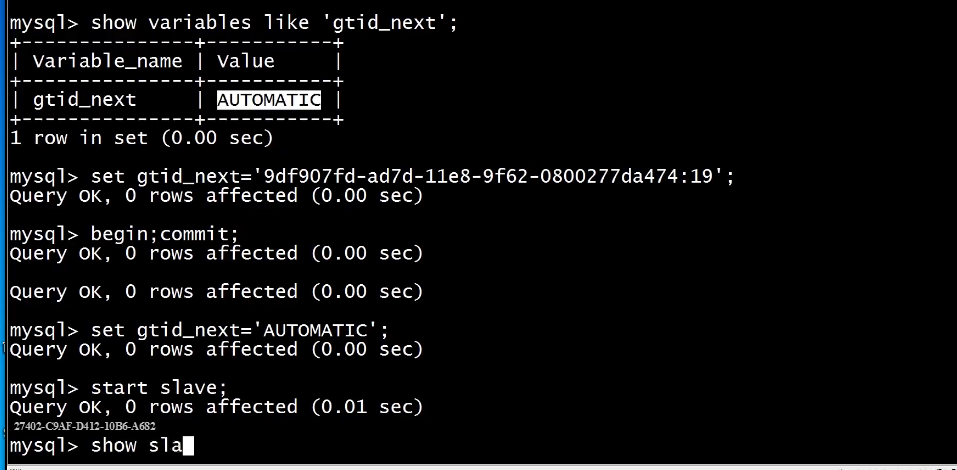 mysql> show variables like 'gtid_next';
+---------------+-----------+
| Variable_name | Value     |
+---------------+-----------+
| gtid_next     | AUTOMATIC |
+---------------+-----------+
1 row in set (0.00 sec)
mysql> set gtid_next='9df907fd-ad7d-11e8-9f62-0800277da474:19';
Query OK, 0 rows affected (0.00 sec)
mysql> begin;commit;
Query OK, 0 rows affected (0.00 sec)
Query OK, 0 rows affected (0.00 sec)
mysql> set gtid_next='AUTOMATIC';
Query OK, 0 rows affected (0.00 sec)
mysql> start slave;
Query OK, 0 rows affected (0.01 sec)
27402-C9AF-D412-10B6-A682
mysql> show sla